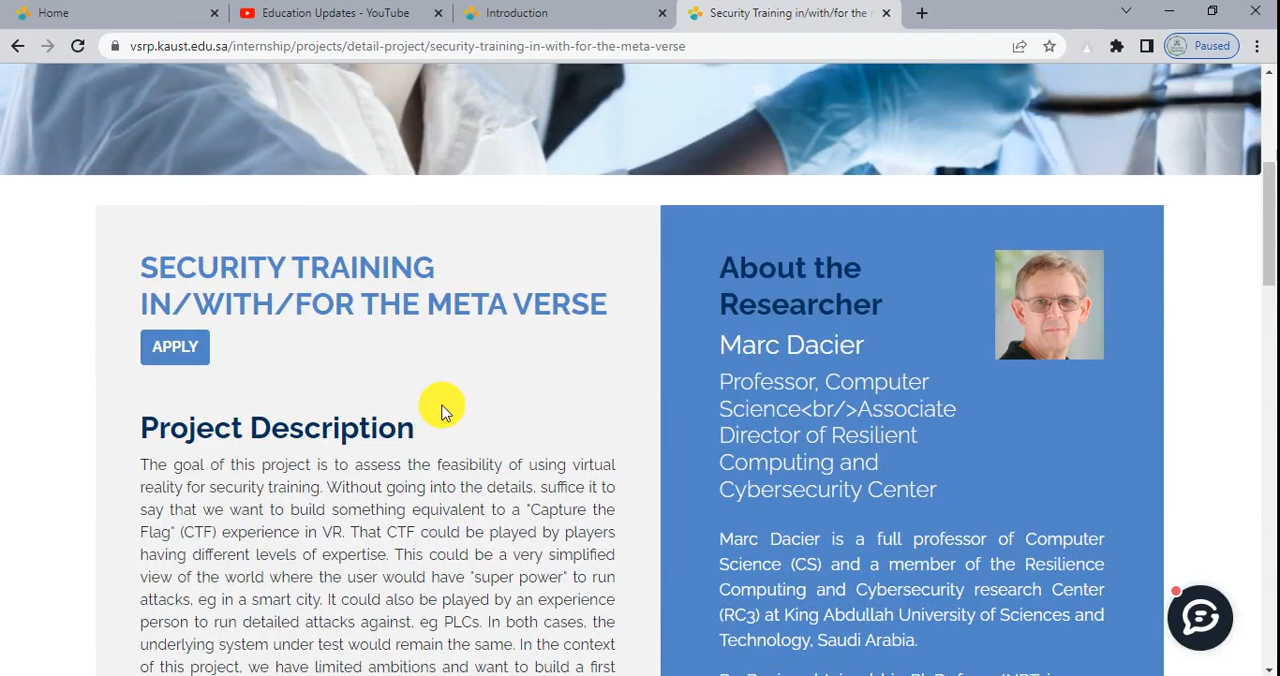 Home
Education Updates - YouTube
Introduction
Security Training in/with/for the
vsrp.kaust.edu.sa/internship/projects/detail-project/security-training-in-with-for-the-meta-verse
Paused
SECURITY TRAINING
IN/WITH/FOR THE META VERSE
APPLY
Project Description
The goal of this project is to assess the feasibility of using virtual
reality for security training. Without going into the details, suffice it to
say that we want to build something equivalent to a "Capture the
Flag" (CTF) experience in VR. That CTF could be played by players
having different levels of expertise. This could be a very simplified
view of the world where the user would have "super power" to run
attacks, eg in a smart city. It could also be played by an experience
person to run detailed attacks against, eg PLCs. In both cases, the
underlying system under test would remain the same. In the context
of this project, we have limited ambitions and want to build a first
About the
Researcher
Marc Dacier
Professor, Computer
Science<br/>Associate
Director of Resilient
Computing and
Cybersecurity Center
Marc Dacier is a full professor of Computer
Science (CS) and a member of the Resilience
Computing and Cybersecurity research Center
(RC3) at King Abdullah University of Sciences and
Technology, Saudi Arabia.